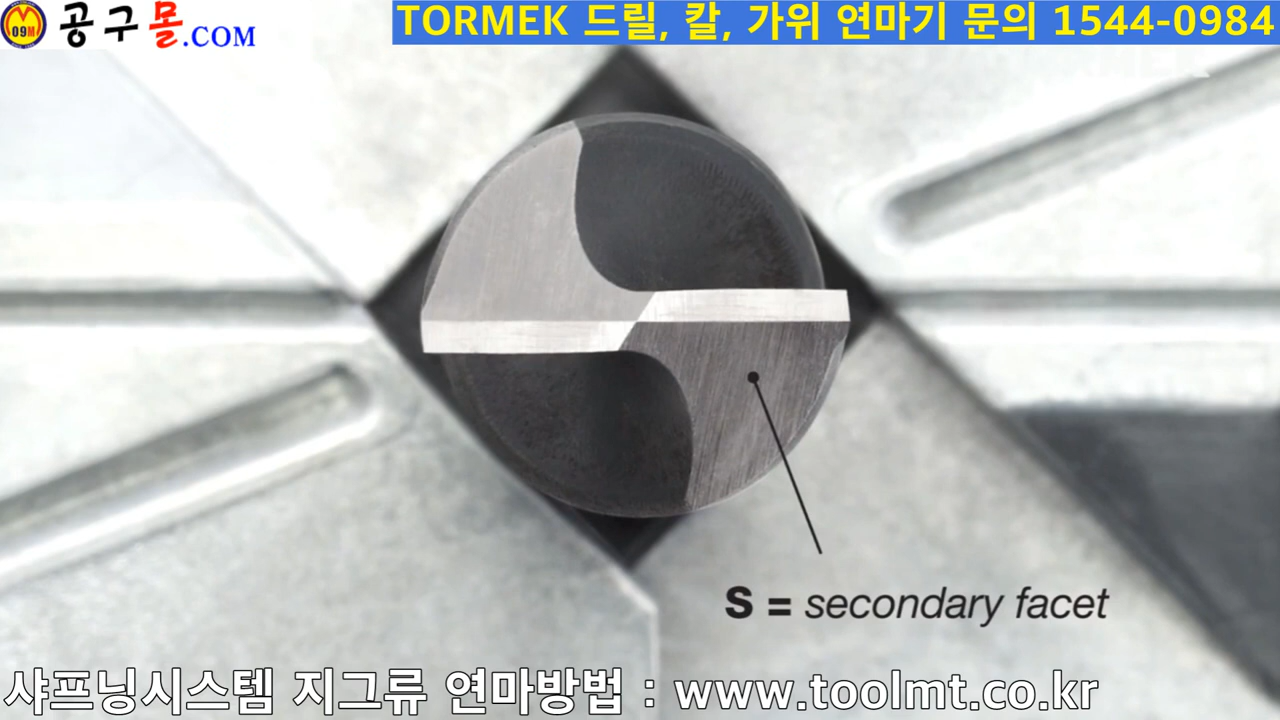 09M 공구몰.COM
TORMEK 드릴, 칼, 가위 연마기 문의 1544-0984
S = secondary facet
샤프닝시스템 지그류 연마방법 : www.toolmt.co.kr